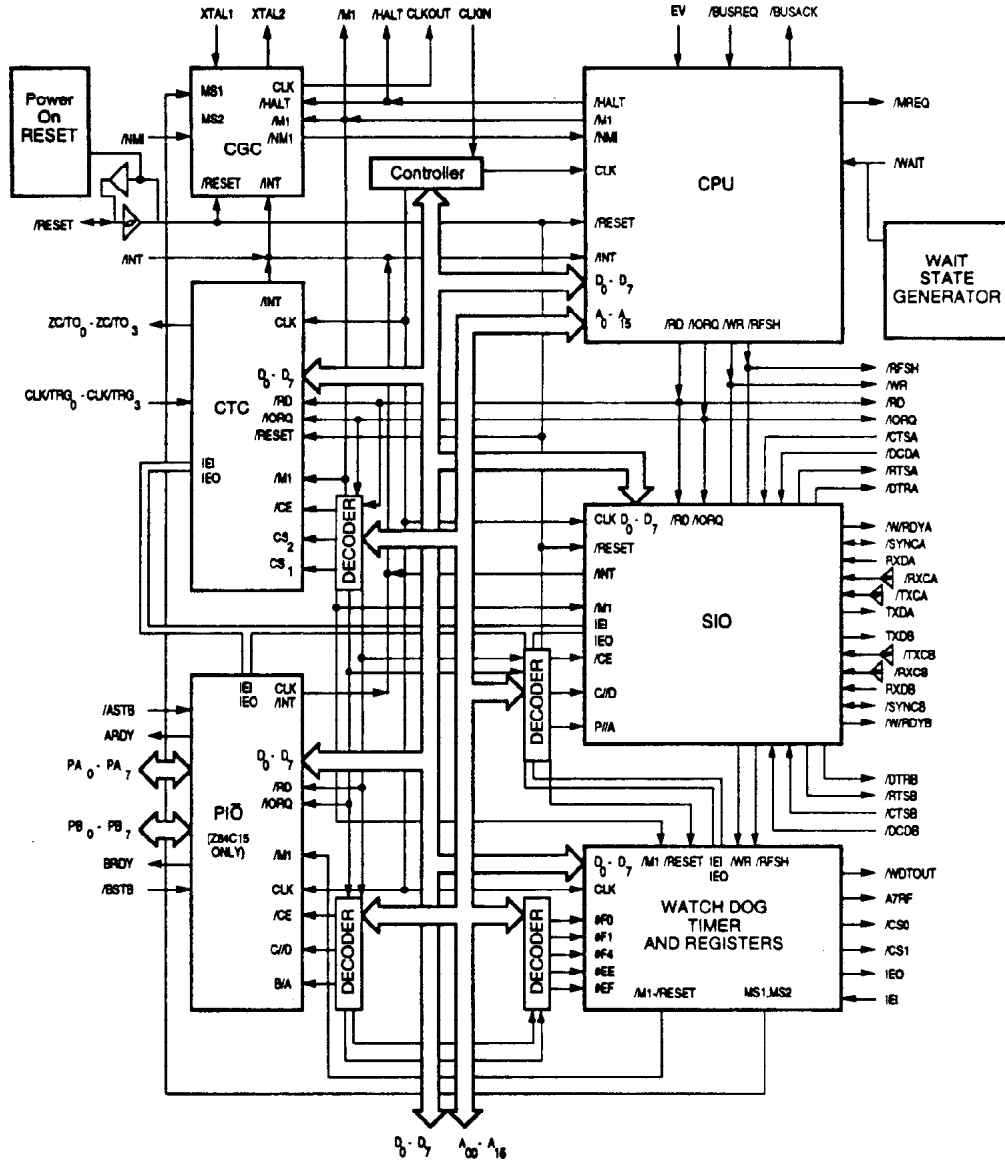 XTAL1 XTAL2 /M1 /HALT CLKOUT CLKIN EV /BUSREQ /BUSACK
Power
On
RESET
MS1
MS2
CLK
/HALT
/M1
/NM1
CGC
/RESET /INT
/NMI
/RESET
/INT
Controller
/HALT
/M1
/NMI
CLK
CPU
/RESET
/INT
D0 - D7
A0 - A15
/RD /IORQ /WR /RFSH
/MREQ
/WAIT
WAIT
STATE
GENERATOR
/INT
CLK
ZC/TO0 - ZC/TO3
D0 - D7
CLK/TRG0 - CLK/TRG3
CTC
/RD
/IORQ
/RESET
IEI
IEO
/M1
/CE
CS2
CS1
DECODER
/RFSH
/WR
/RD
/IORQ
/CTSA
/DCDA
/RTSA
/DTRA
CLK D0 - D7 /RD /IORQ
/RESET
/INT
/M1
IEI
IEO
/CE
C//D
P//A
SIO
DECODER
/W/RDYA
/SYNCA
RXDA
/RXCA
/TXCA
TXDA
TXDB
/TXCB
/RXCB
RXDB
/SYNCB
/W/RDYB
/DTRB
/RTSB
/CTSB
/DCDB
IEI
IEO
CLK
/INT
/ASTB
ARDY
PA0 - PA7
PB0 - PB7
BRDY
/BSTB
D0 - D7
/RD
/IORQ
PIO
(Z84C15
ONLY)
/M1
CLK
/CE
C//D
B/A
DECODER
DECODER
D0 - D7 /M1 /RESET IEI /WR /RFSH
IEO
CLK
WATCH DOG
TIMER
AND REGISTERS
#F0
#F1
#F4
#EE
#EF
/M1-/RESET MS1,MS2
/WDTOUT
A7RF
/CS0
/CS1
IEO
IEI
D0 - D7 A00 - A15